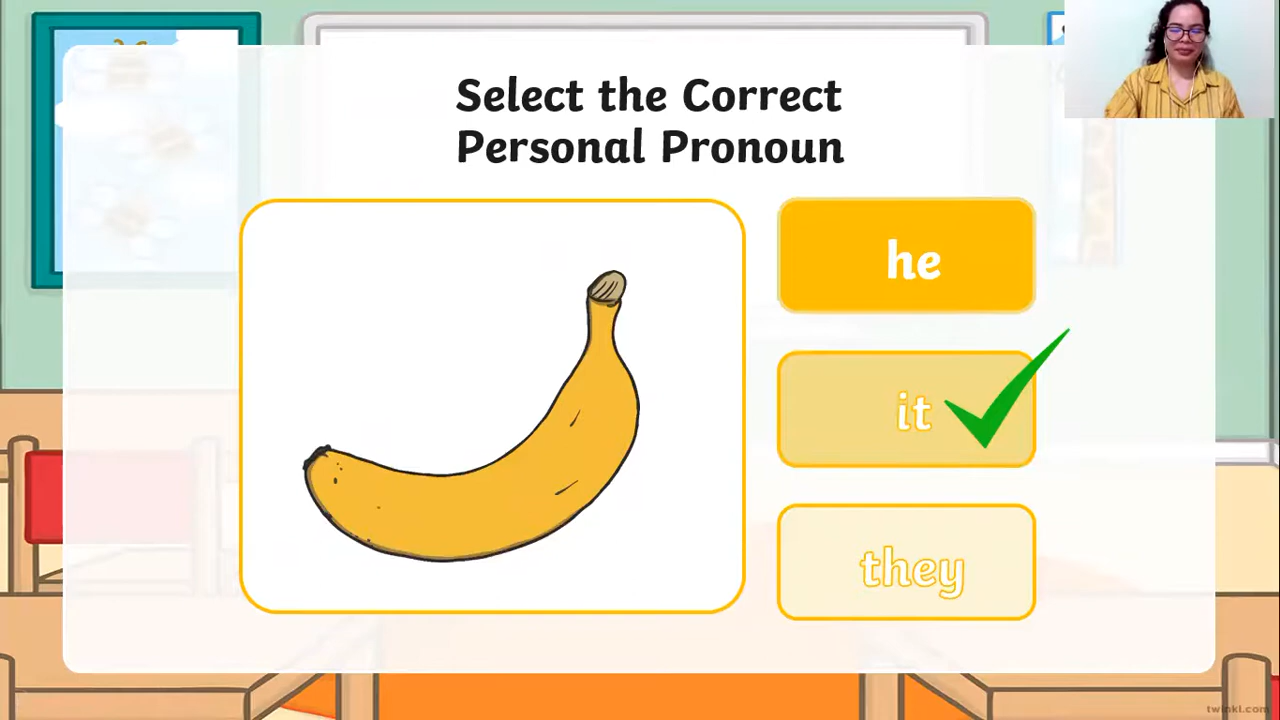 Select the Correct
Personal Pronoun
he
it
they
twinkl.com